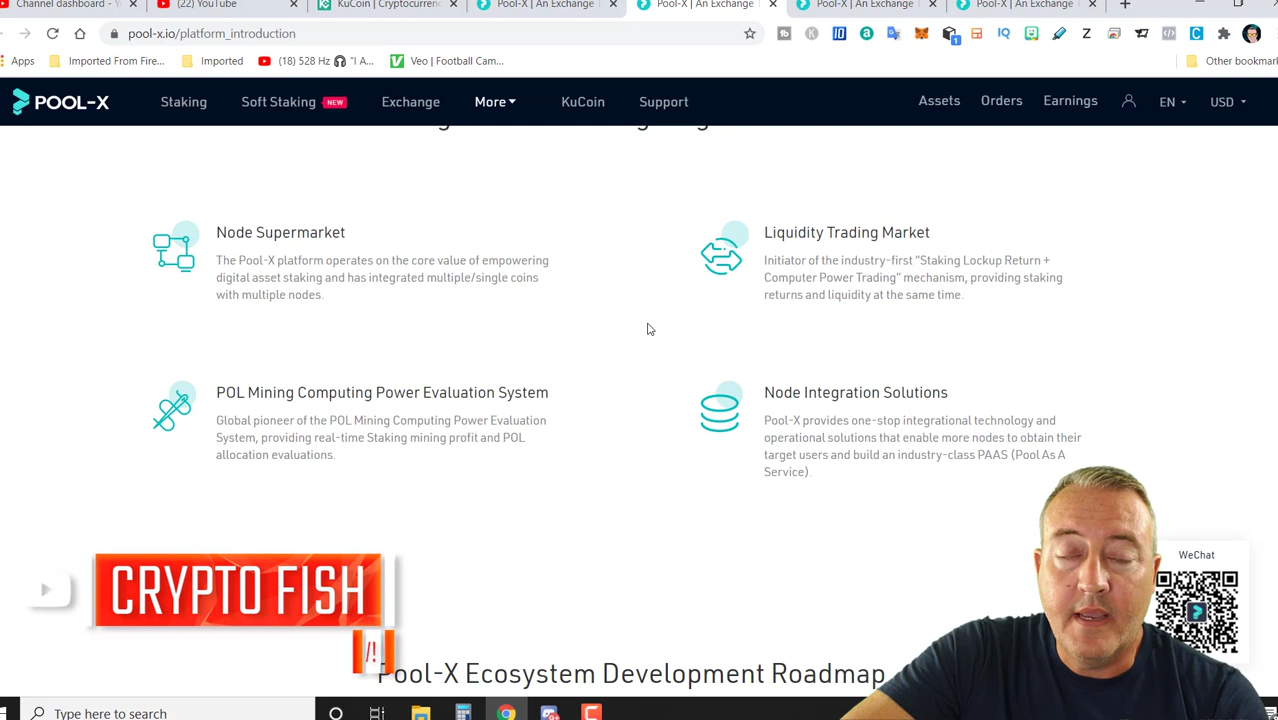 Channel dashboard - Y
(22) YouTube
KuCoin | Cryptocurren
Pool-X | An Exchange
Pool-X | An Exchange
Pool-X | An Exchange
Pool-X | An Exchange
pool-x.io/platform_introduction
Apps
Imported From Fire...
Imported
(18) 528 Hz "I A...
Veo | Football Cam...
Other bookmar
POOL-X
Staking
Soft Staking NEW
Exchange
More
KuCoin
Support
Assets
Orders
Earnings
EN
USD
Node Supermarket
The Pool-X platform operates on the core value of empowering
digital asset staking and has integrated multiple/single coins
with multiple nodes.
Liquidity Trading Market
Initiator of the industry-first "Staking Lockup Return +
Computer Power Trading" mechanism, providing staking
returns and liquidity at the same time.
POL Mining Computing Power Evaluation System
Global pioneer of the POL Mining Computing Power Evaluation
System, providing real-time Staking mining profit and POL
allocation evaluations.
Node Integration Solutions
Pool-X provides one-stop integrational technology and
operational solutions that enable more nodes to obtain their
target users and build an industry-class PAAS (Pool As A
Service).
WeChat
CRYPTO FISH
/!
Pool-X Ecosystem Development Roadmap
Type here to search